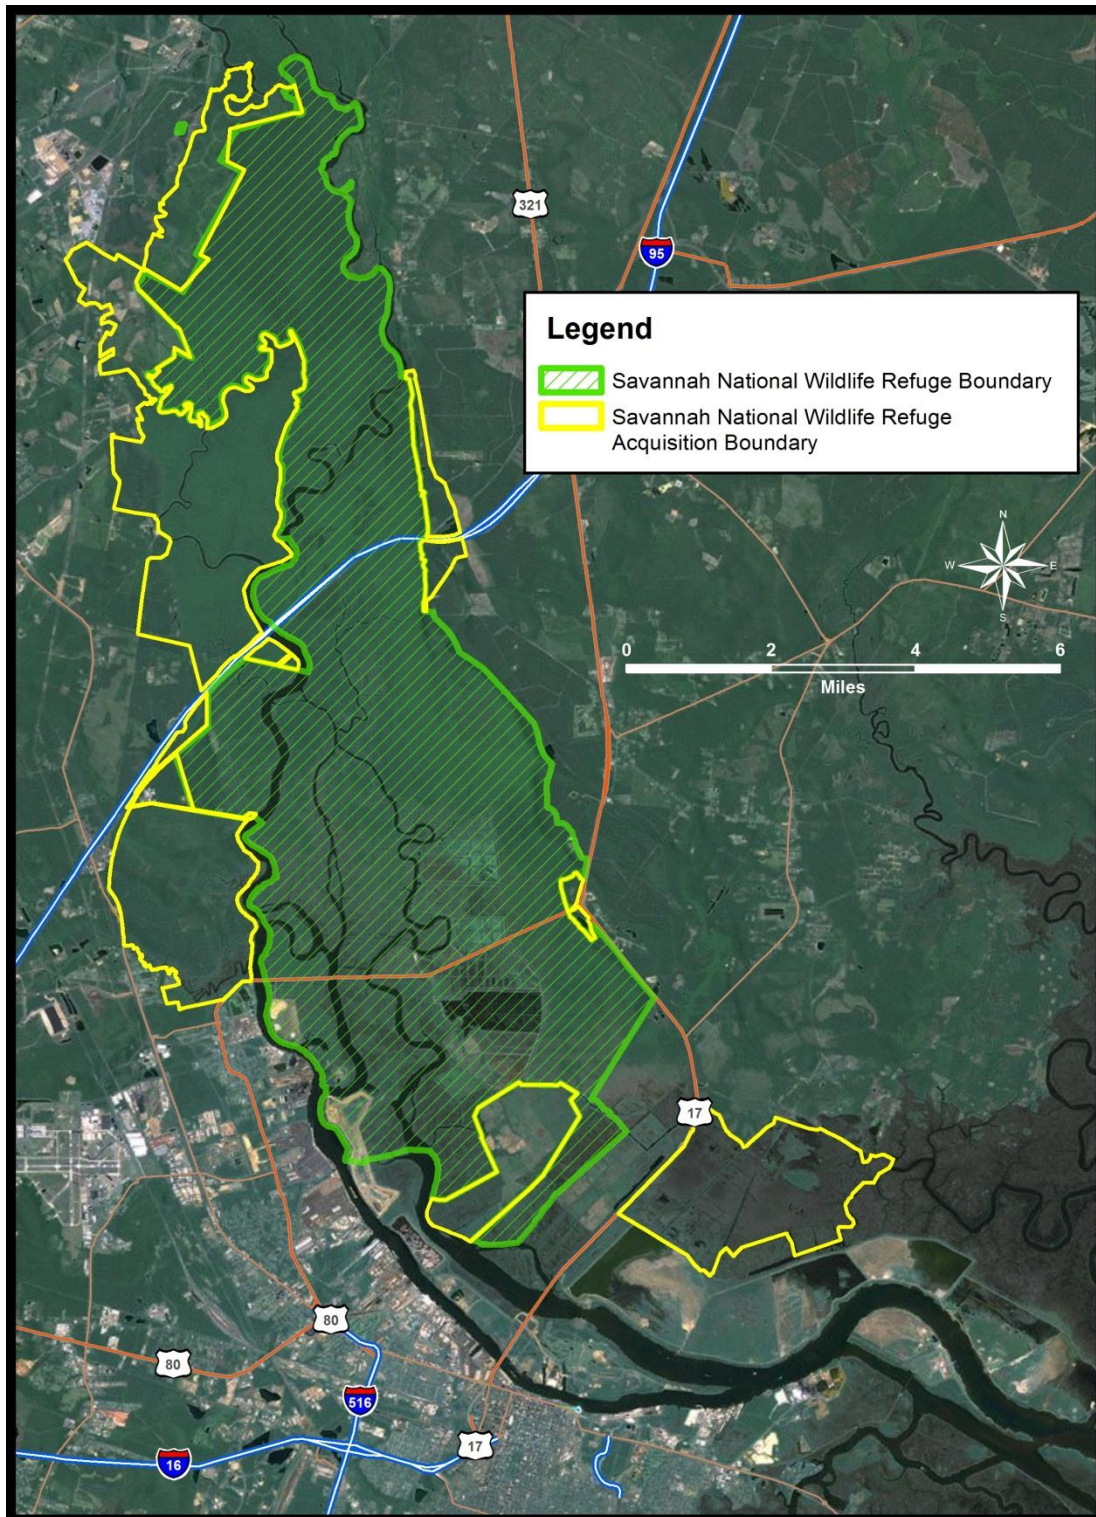 321
95
Legend
Savannah National Wildlife Refuge Boundary
Savannah National Wildlife Refuge
Acquisition Boundary
N
W E
S
0 2 4 6
Miles
17
80
80
516
17
16